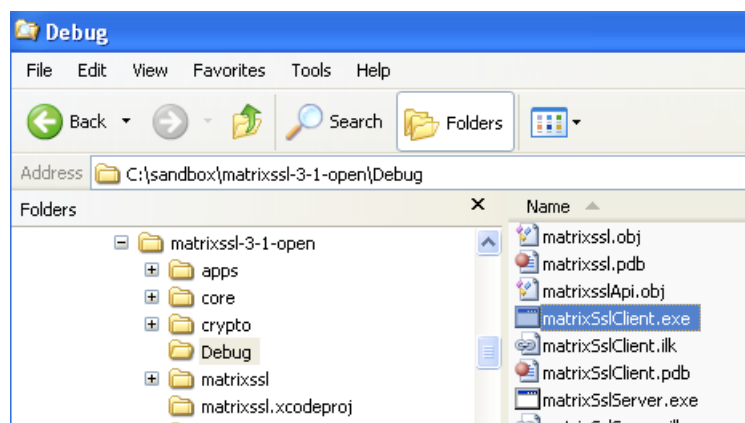 Debug
File Edit View Favorites Tools Help
Back Search Folders
Address C:\sandbox\matrixssl-3-1-open\Debug
Folders
matrixssl-3-1-open
apps
core
crypto
Debug
matrixssl
matrixssl.xcodeproj
Name
matrixssl.obj
matrixssl.pdb
matrixsslApi.obj
matrixSslClient.exe
matrixSslClient.ilk
matrixSslClient.pdb
matrixSslServer.exe